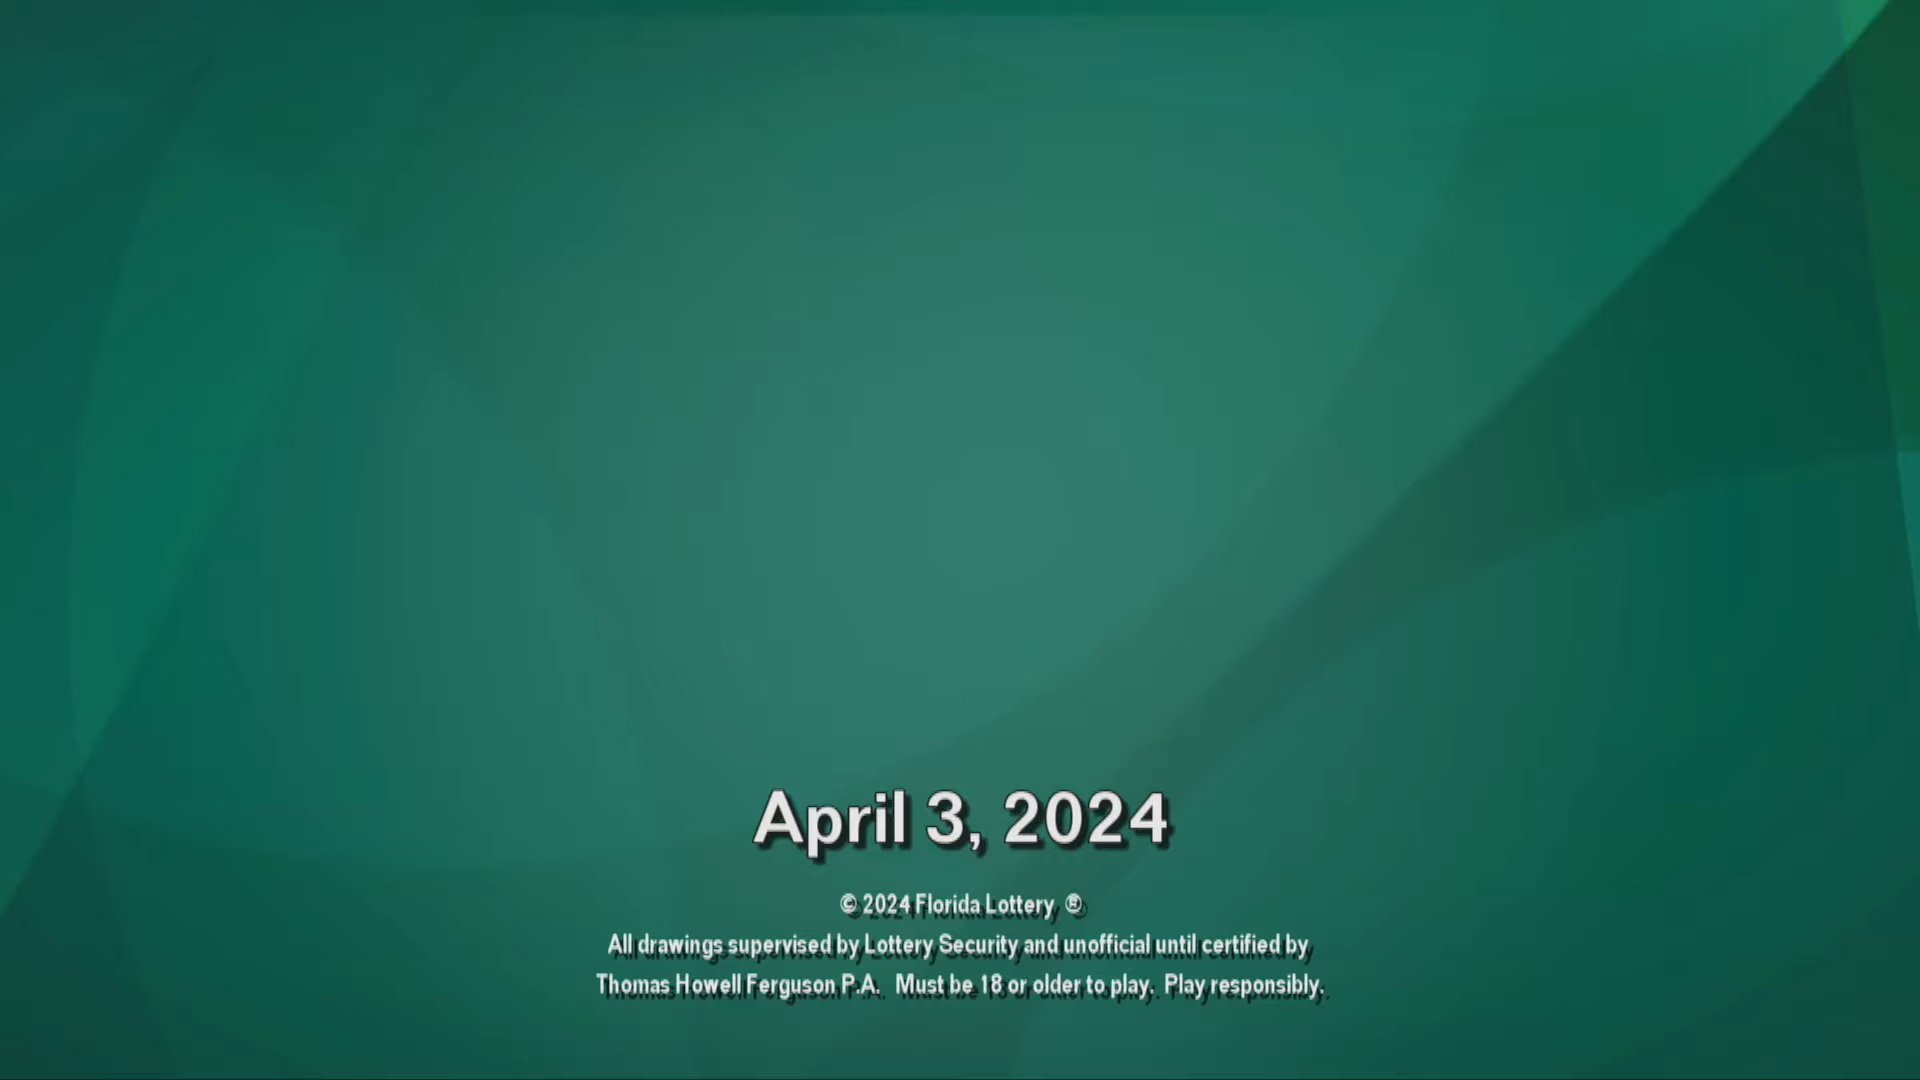 April 3, 2024
© 2024 Florida Lottery ®
All drawings supervised by Lottery Security and unofficial until certified by
Thomas Howell Ferguson P.A. Must be 18 or older to play. Play responsibly.